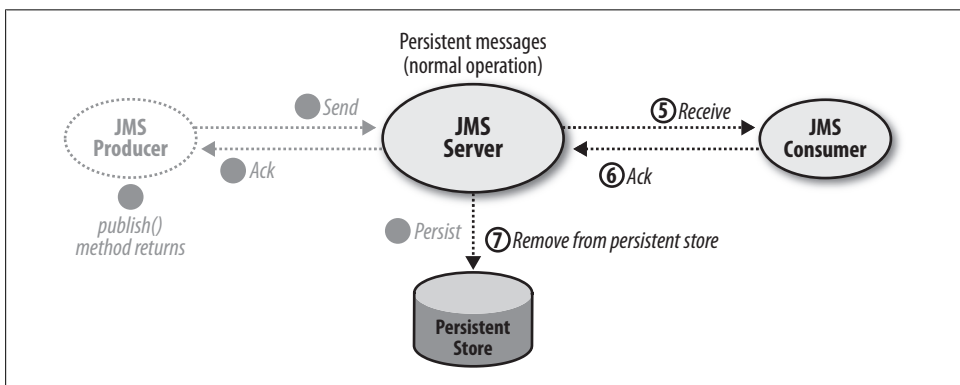 Persistent messages
(normal operation)
Send
JMS
Producer
Ack
publish()
method returns
JMS
Server
5 Receive
6 Ack
JMS
Consumer
Persist
7 Remove from persistent store
Persistent
Store